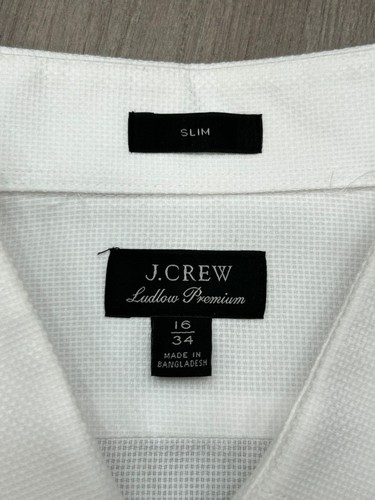 SLIM
J.CREW
Ludlow Premium
16
34
MADE IN
BANGLADESH